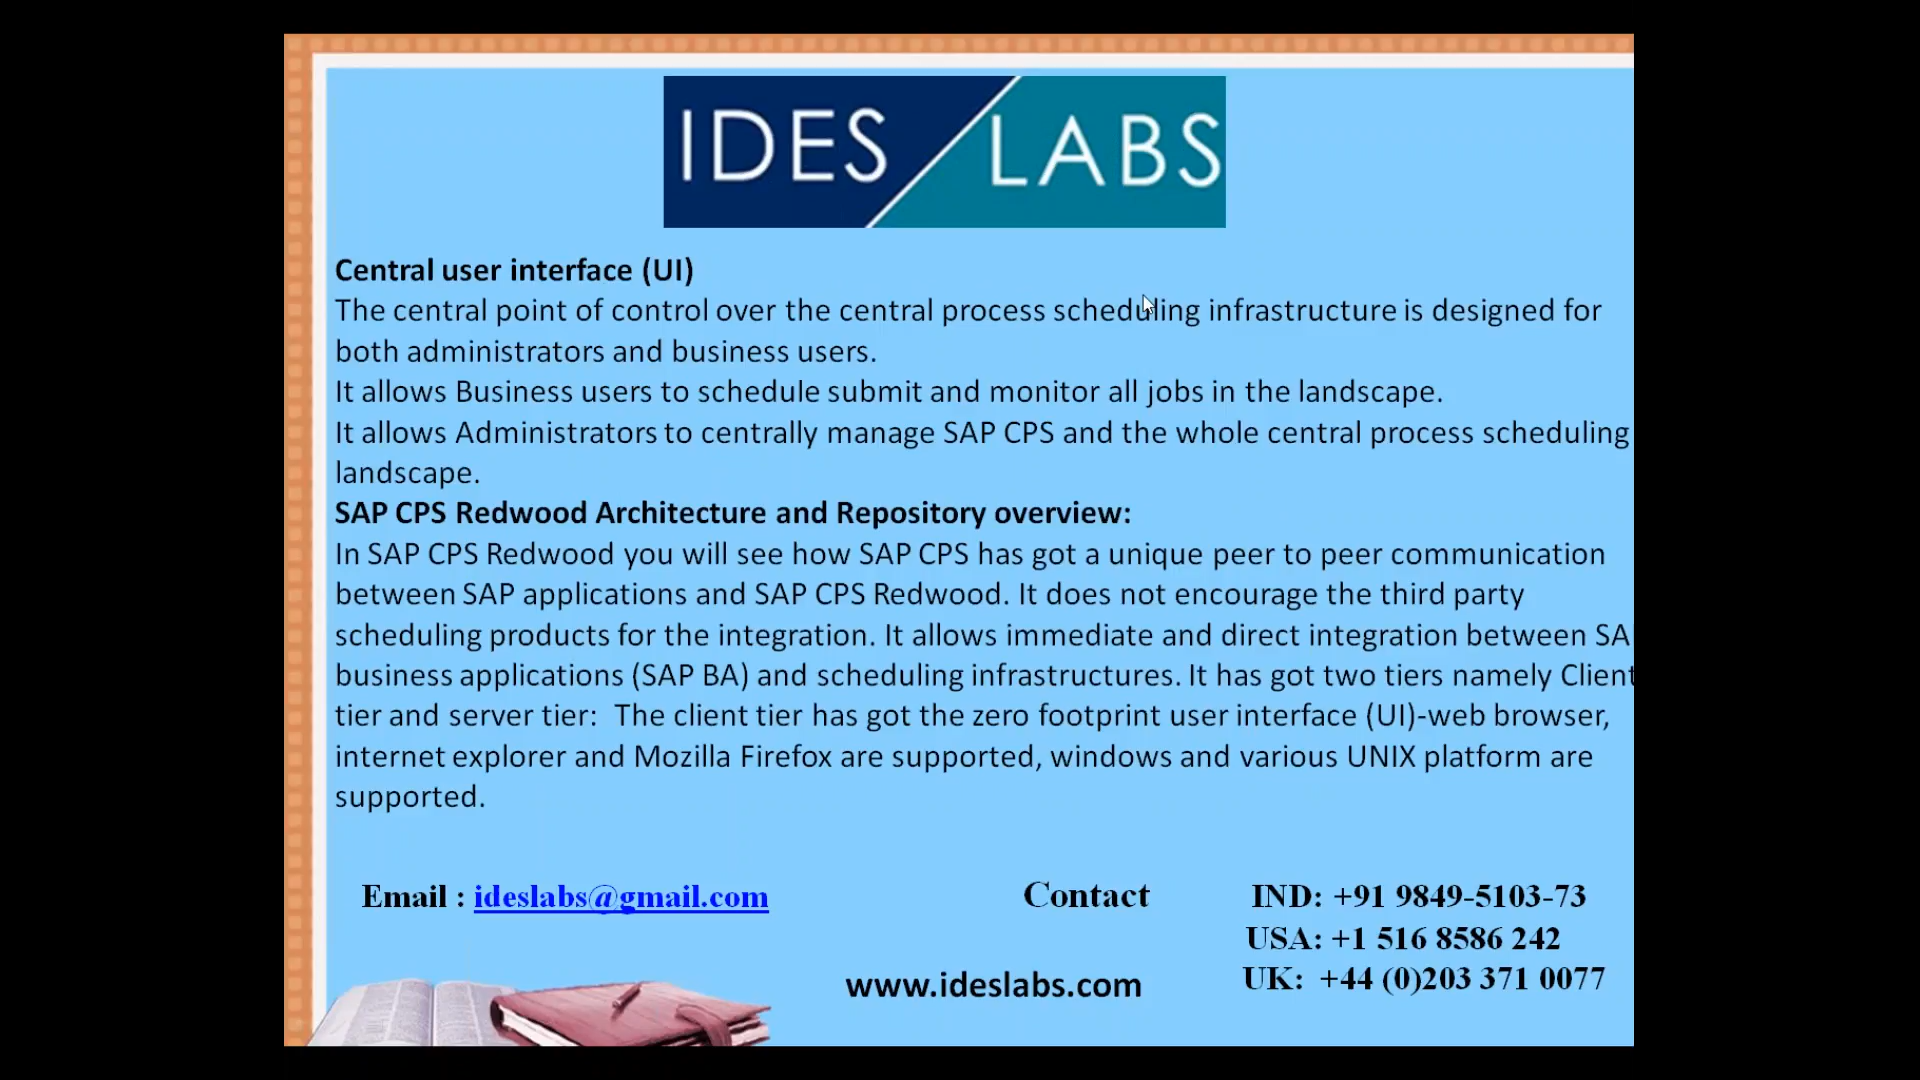 IDES LABS
Central user interface (UI)
The central point of control over the central process scheduling infrastructure is designed for
both administrators and business users.
It allows Business users to schedule submit and monitor all jobs in the landscape.
It allows Administrators to centrally manage SAP CPS and the whole central process scheduling
landscape.
SAP CPS Redwood Architecture and Repository overview:
In SAP CPS Redwood you will see how SAP CPS has got a unique peer to peer communication
between SAP applications and SAP CPS Redwood. It does not encourage the third party
scheduling products for the integration. It allows immediate and direct integration between SA
business applications (SAP BA) and scheduling infrastructures. It has got two tiers namely Client
tier and server tier:  The client tier has got the zero footprint user interface (UI)-web browser,
internet explorer and Mozilla Firefox are supported, windows and various UNIX platform are
supported.
Email : ideslabs@gmail.com Contact IND: +91 9849-5103-73
USA: +1 516 8586 242
www.ideslabs.com UK: +44 (0)203 371 0077